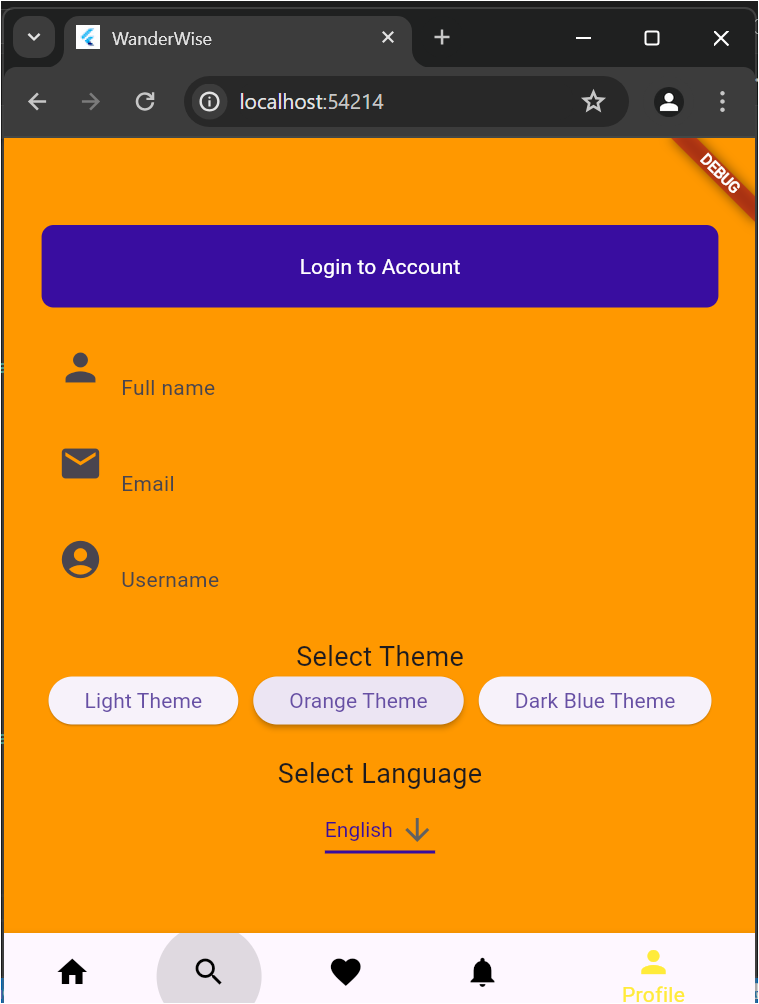 WanderWise
localhost:54214
DEBUG
Login to Account
Full name
Email
Username
Select Theme
Light Theme
Orange Theme
Dark Blue Theme
Select Language
English
Profile